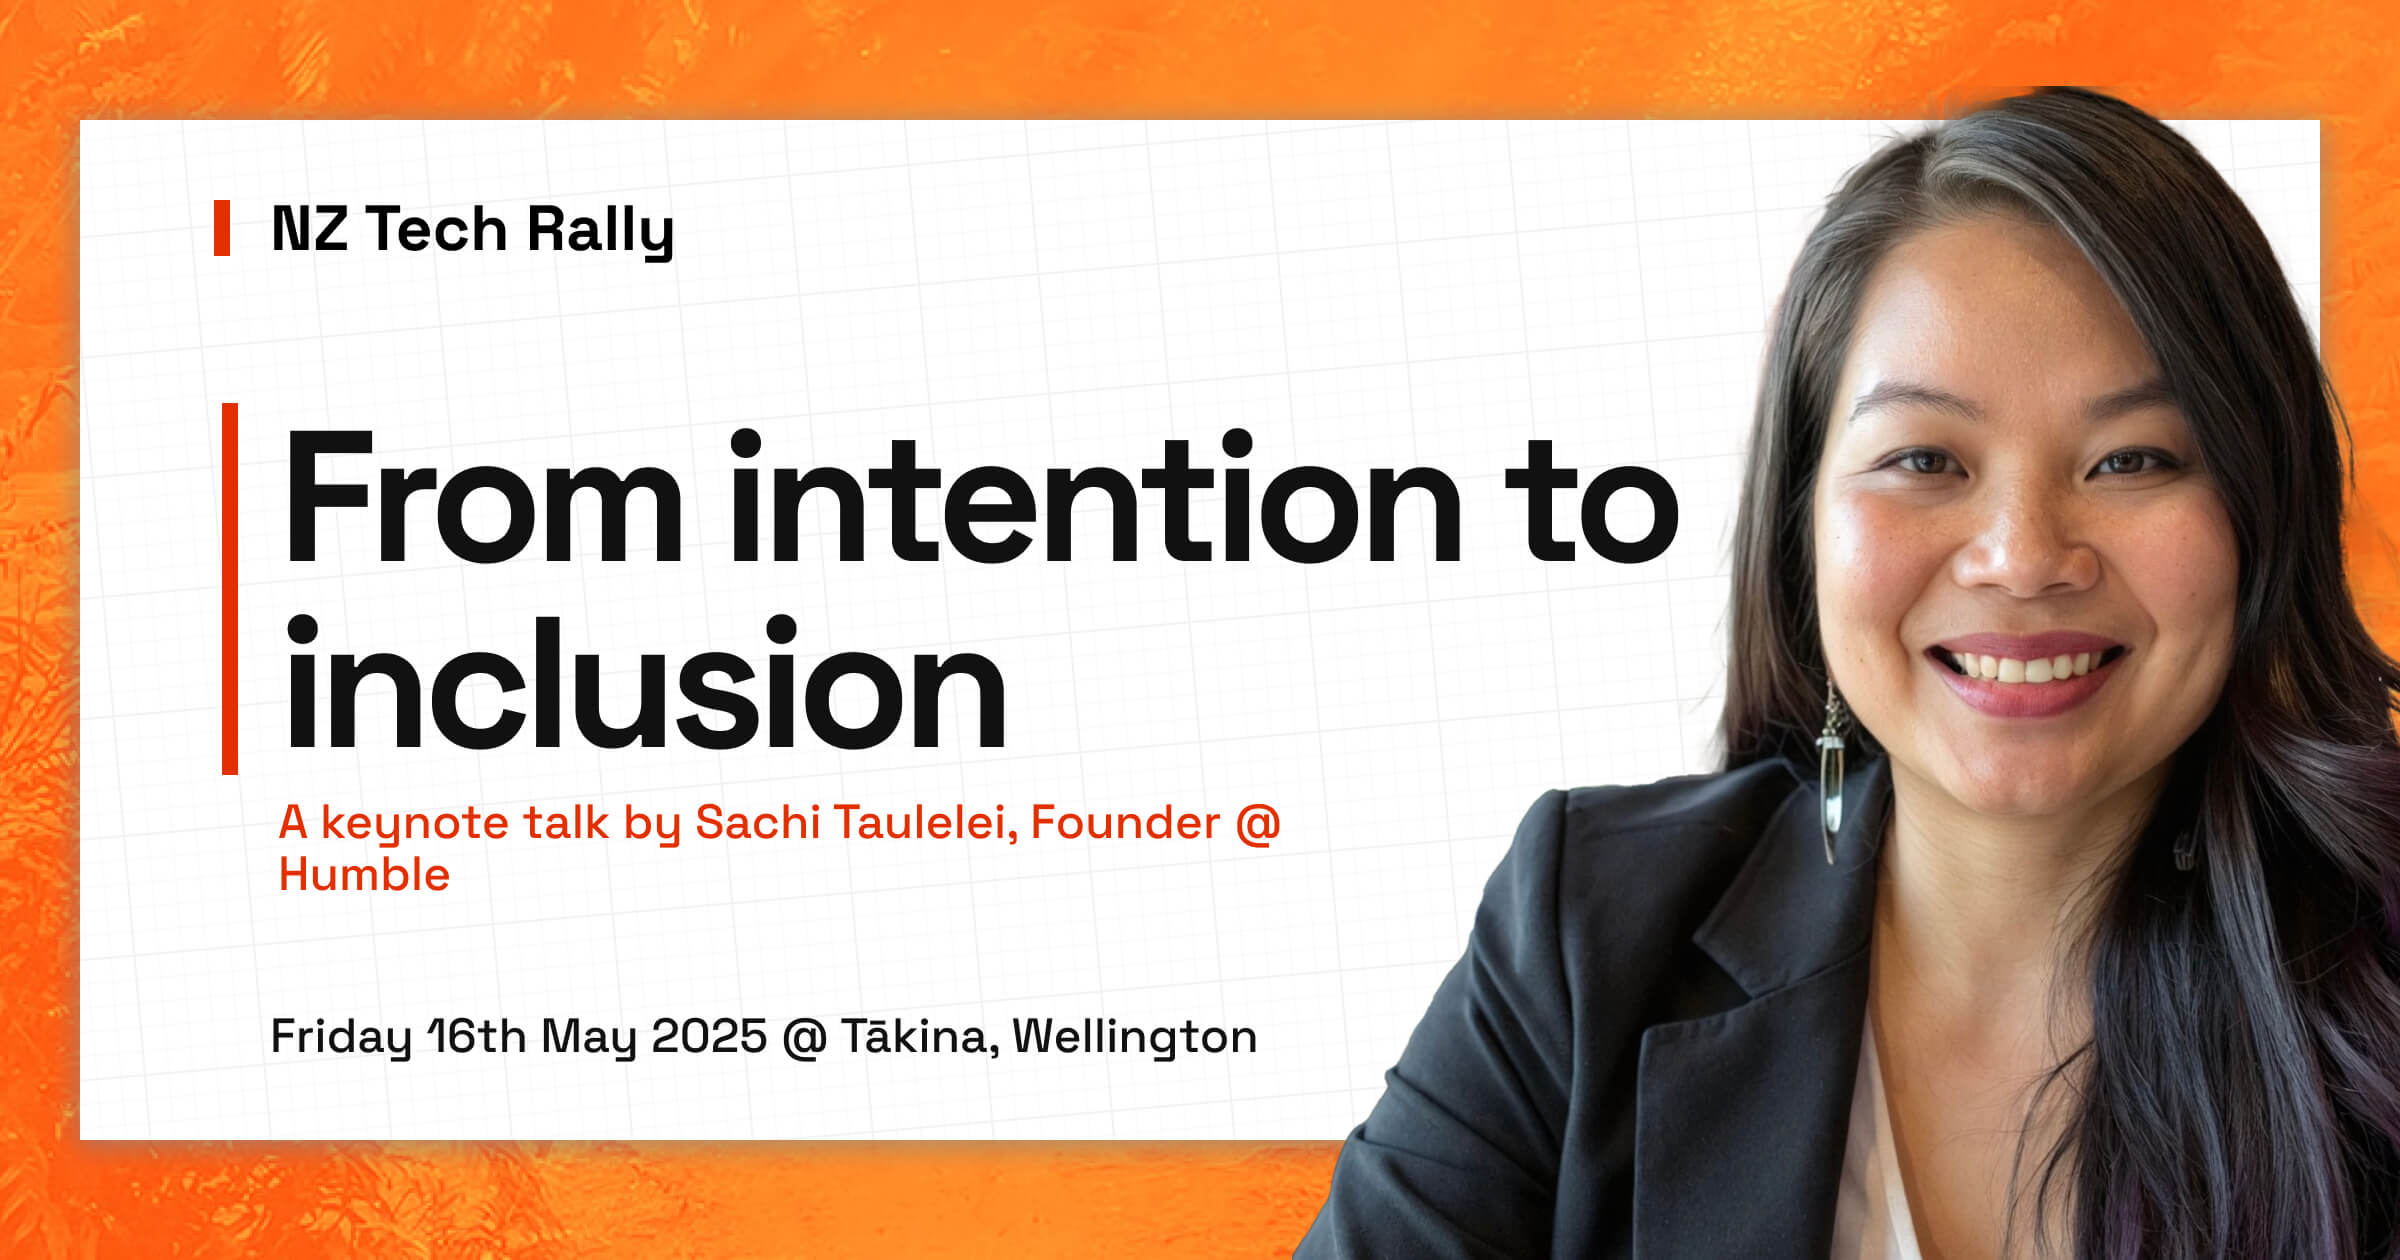 NZ Tech Rally
From intention to
inclusion
A keynote talk by Sachi Taulelei, Founder @
Humble
Friday 16th May 2025 @ Tākina, Wellington